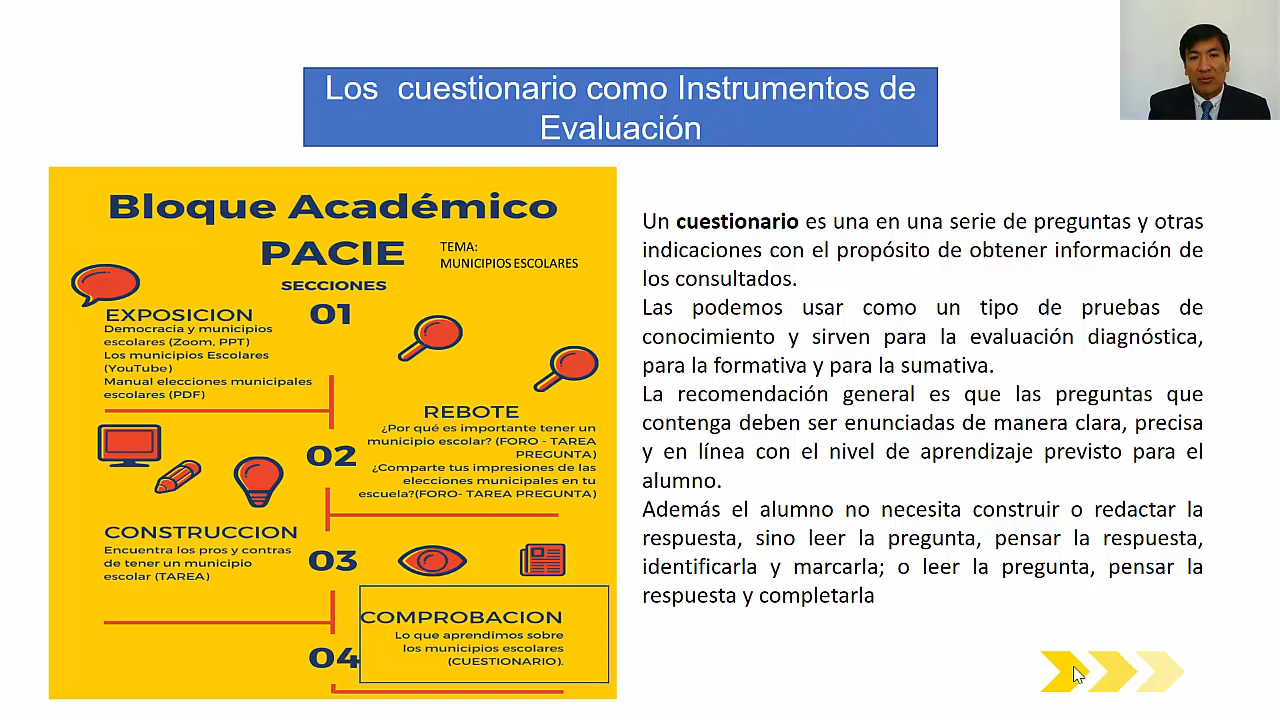 Los cuestionario como Instrumentos de
Evaluación
Bloque Académico
PACIE
TEMA:
MUNICIPIOS ESCOLARES
SECCIONES
01
EXPOSICION
Democracia y municipios
escolares (Zoom, PPT)
Los municipios Escolares
(YouTube)
Manual elecciones municipales
escolares (PDF)
REBOTE
¿Por qué es importante tener un
municipio escolar? (FORO - TAREA
PREGUNTA)
¿Comparte tus impresiones de las
elecciones municipales en tu
escuela?(FORO- TAREA PREGUNTA)
02
CONSTRUCCION
Encuentra los pros y contras
de tener un municipio
escolar (TAREA)
03
COMPROBACION
Lo que aprendimos sobre
los municipios escolares
(CUESTIONARIO).
04
Un cuestionario es una en una serie de preguntas y otras
indicaciones con el propósito de obtener información de
los consultados.
Las podemos usar como un tipo de pruebas de
conocimiento y sirven para la evaluación diagnóstica,
para la formativa y para la sumativa.
La recomendación general es que las preguntas que
contenga deben ser enunciadas de manera clara, precisa
y en línea con el nivel de aprendizaje previsto para el
alumno.
Además el alumno no necesita construir o redactar la
respuesta, sino leer la pregunta, pensar la respuesta,
identificarla y marcarla; o leer la pregunta, pensar la
respuesta y completarla